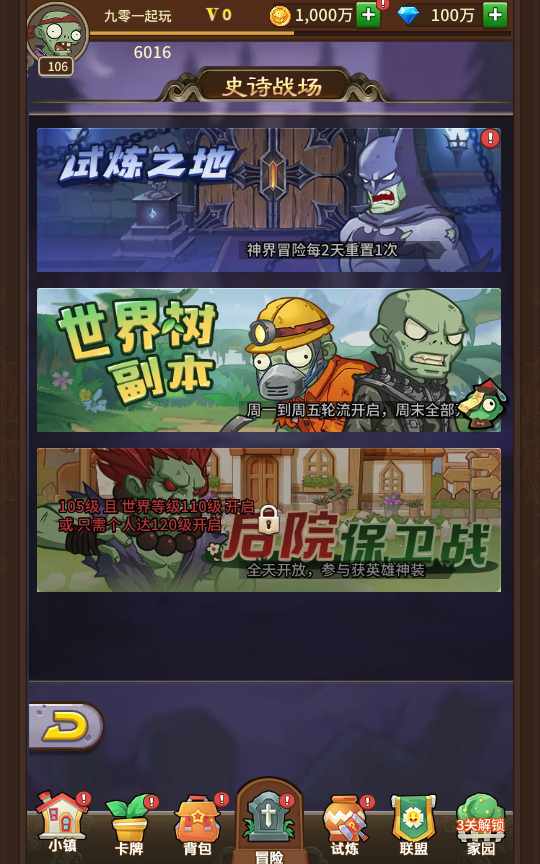 九零一起玩
V 0
1,000万
100万
106
6016
史诗战场
试炼之地
神界冒险每2天重置1次
世界树
副本
周一到周五轮流开启，周末全部
105级 且 世界等级110级 开启
或 只需个人达120级开启
后院保卫战
全天开放，参与获英雄神装
小镇
卡牌
背包
冒险
试炼
联盟
3关解锁
家园